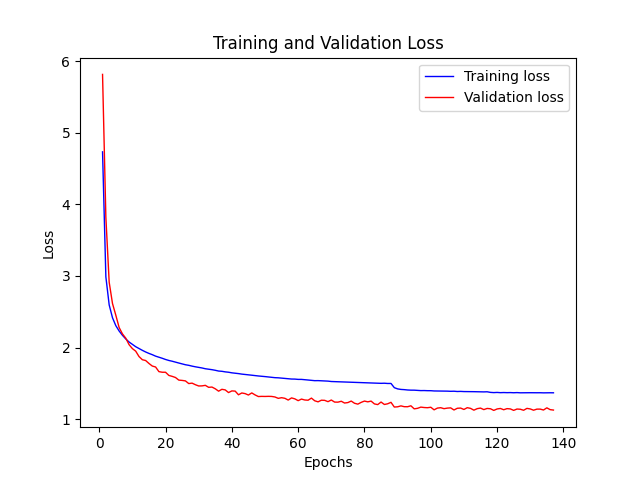 Training and Validation Loss
Training loss
Validation loss
6
5
4
3
2
1
Loss
0 20 40 60 80 100 120 140
Epochs